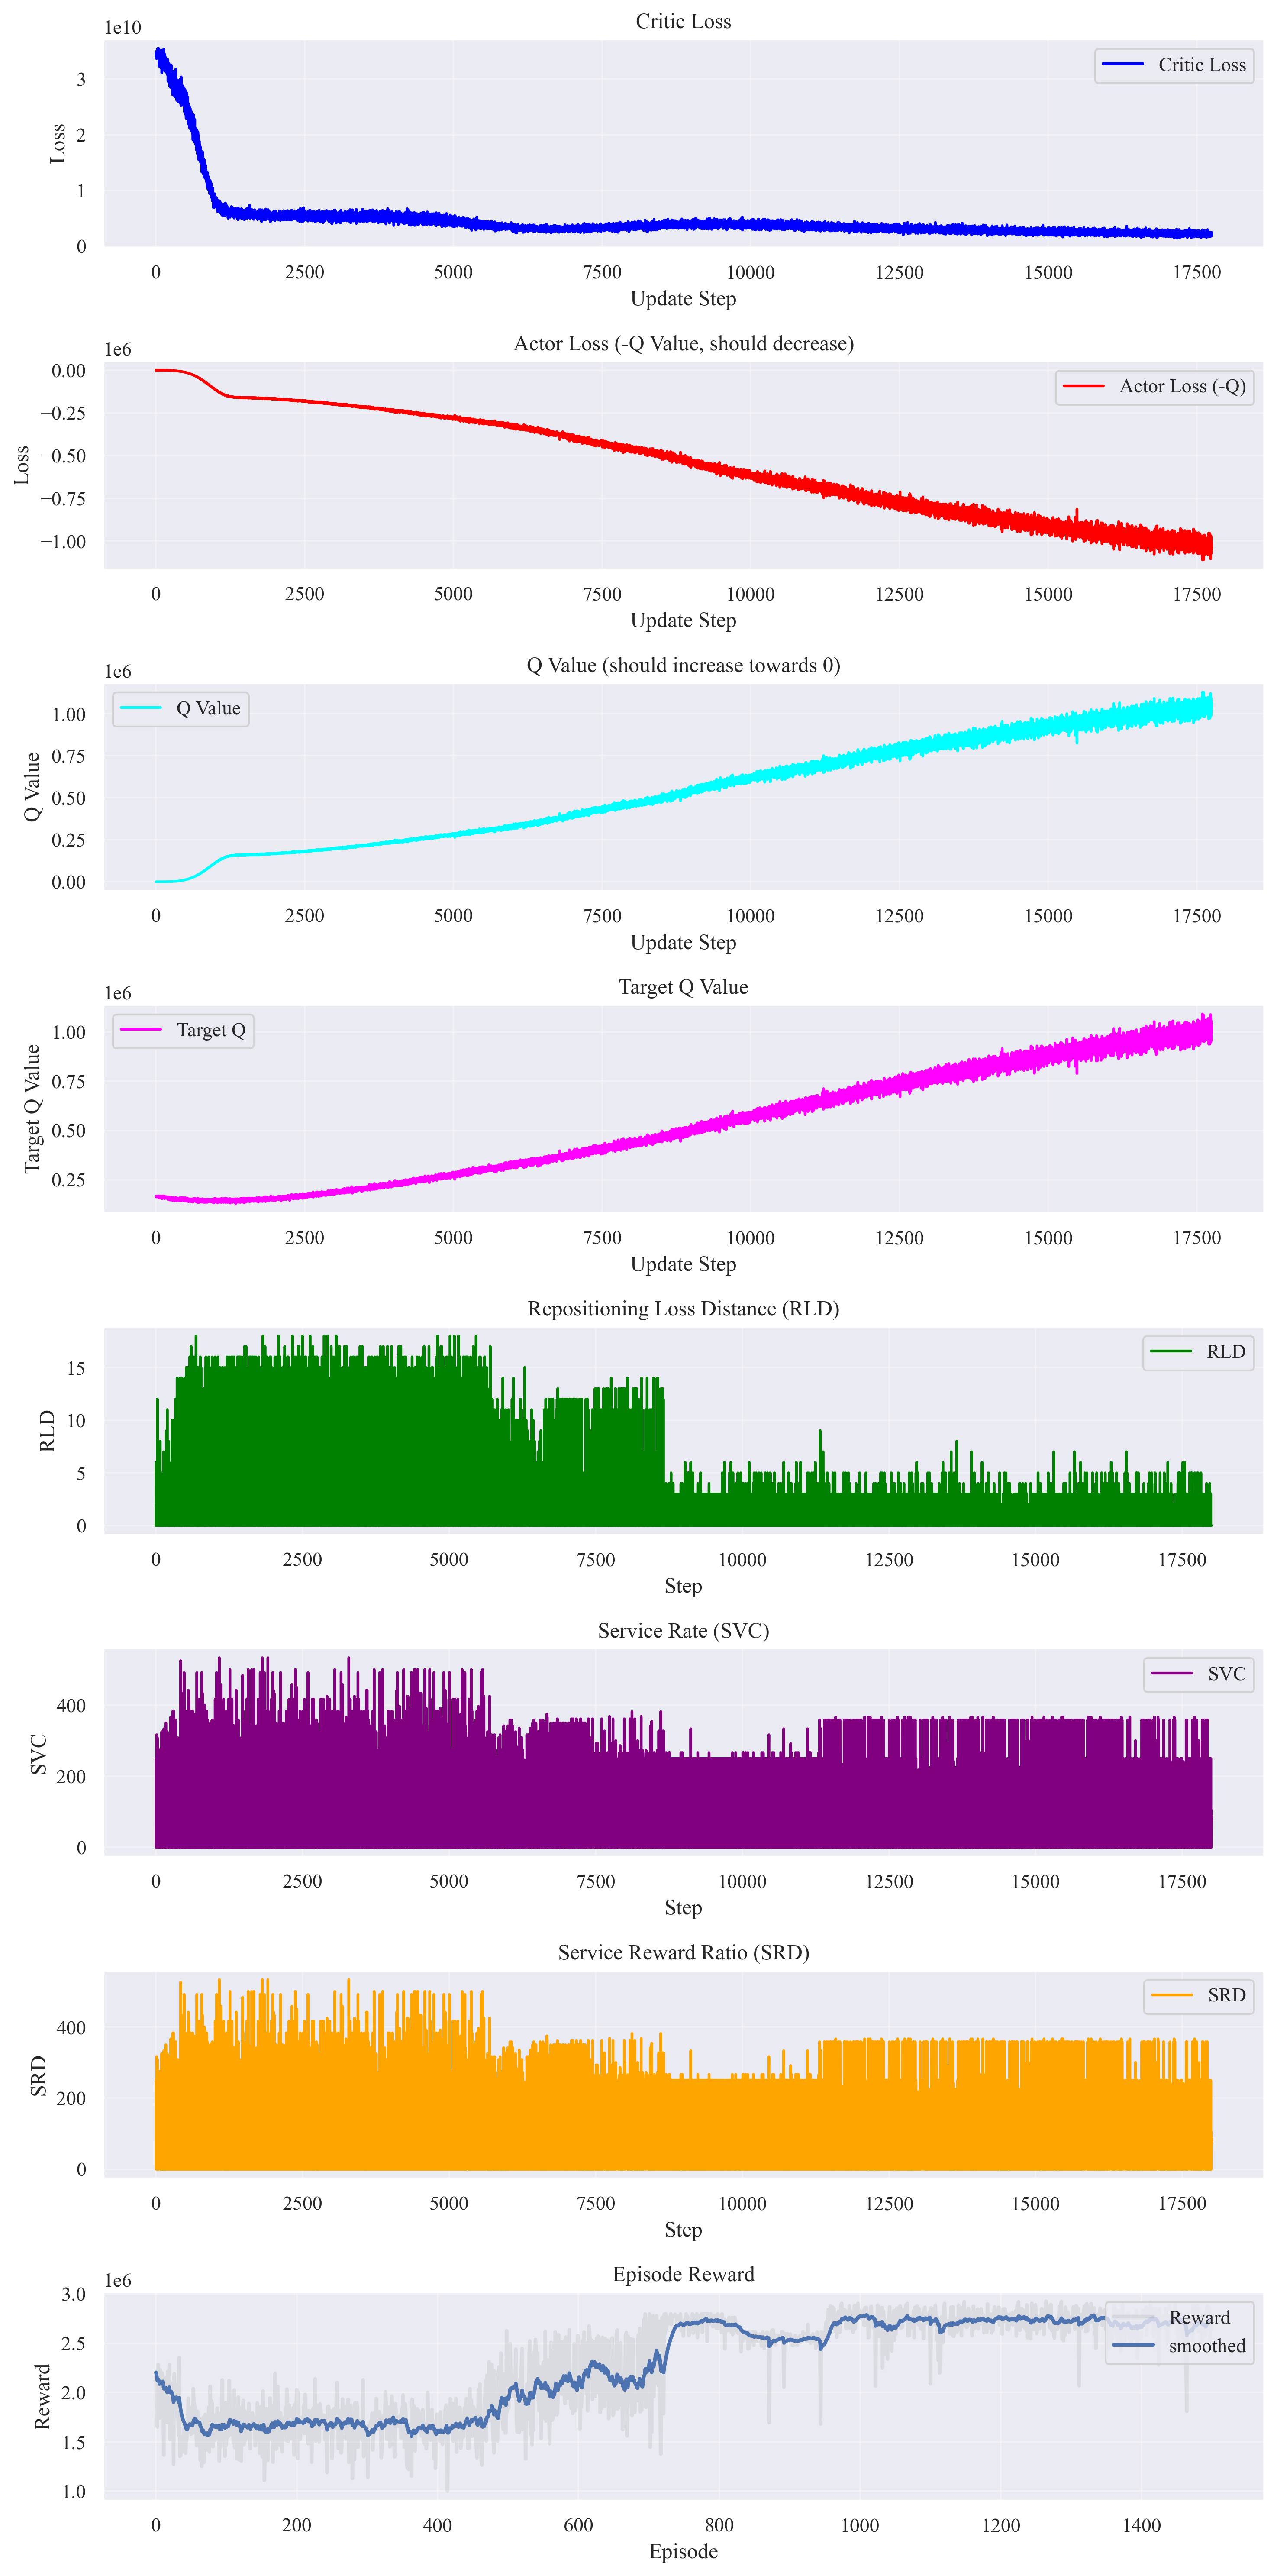 Critic Loss
1e10
Critic Loss
3
2
1
0
Loss
0 2500 5000 7500 10000 12500 15000 17500
Update Step
Actor Loss (-Q Value, should decrease)
1e6
Actor Loss (-Q)
0.00
−0.25
−0.50
−0.75
−1.00
Loss
0 2500 5000 7500 10000 12500 15000 17500
Update Step
Q Value (should increase towards 0)
1e6
Q Value
1.00
0.75
0.50
0.25
0.00
Q Value
0 2500 5000 7500 10000 12500 15000 17500
Update Step
Target Q Value
1e6
Target Q
1.00
0.75
0.50
0.25
Target Q Value
0 2500 5000 7500 10000 12500 15000 17500
Update Step
Repositioning Loss Distance (RLD)
RLD
15
10
5
0
RLD
0 2500 5000 7500 10000 12500 15000 17500
Step
Service Rate (SVC)
SVC
400
200
0
SVC
0 2500 5000 7500 10000 12500 15000 17500
Step
Service Reward Ratio (SRD)
SRD
400
200
0
SRD
0 2500 5000 7500 10000 12500 15000 17500
Step
Episode Reward
1e6
Reward
smoothed
3.0
2.5
2.0
1.5
1.0
Reward
0 200 400 600 800 1000 1200 1400
Episode